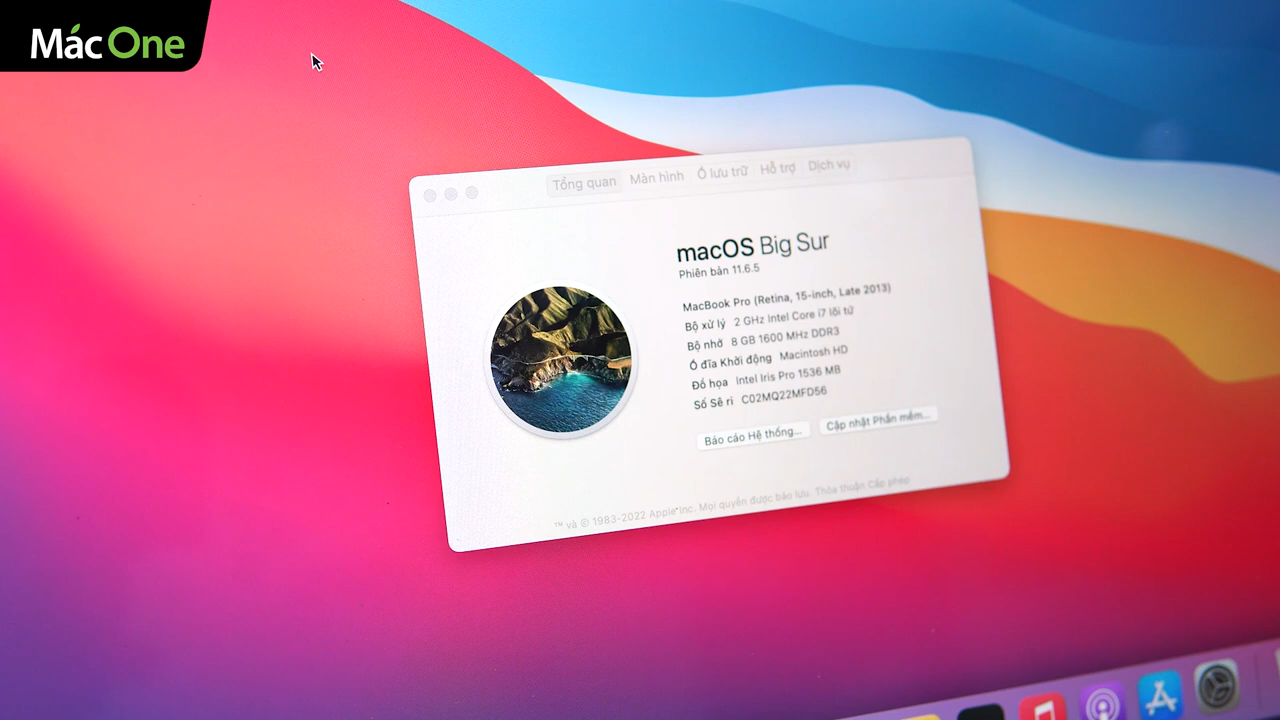 MacOne
Tổng quan Màn hình Ổ lưu trữ Hỗ trợ Dịch vụ
macOS Big Sur
Phiên bản 11.6.5
MacBook Pro (Retina, 15-inch, Late 2013)
Bộ xử lý 2 GHz Intel Core i7 lõi tứ
Bộ nhớ 8 GB 1600 MHz DDR3
Ổ đĩa Khởi động Macintosh HD
Đồ họa Intel Iris Pro 1536 MB
Số Sê ri C02MQ22MFD56
Báo cáo Hệ thống... Cập nhật Phần mềm...
™ và © 1983-2022 Apple Inc. Mọi quyền được bảo lưu. Thỏa thuận Cấp phép